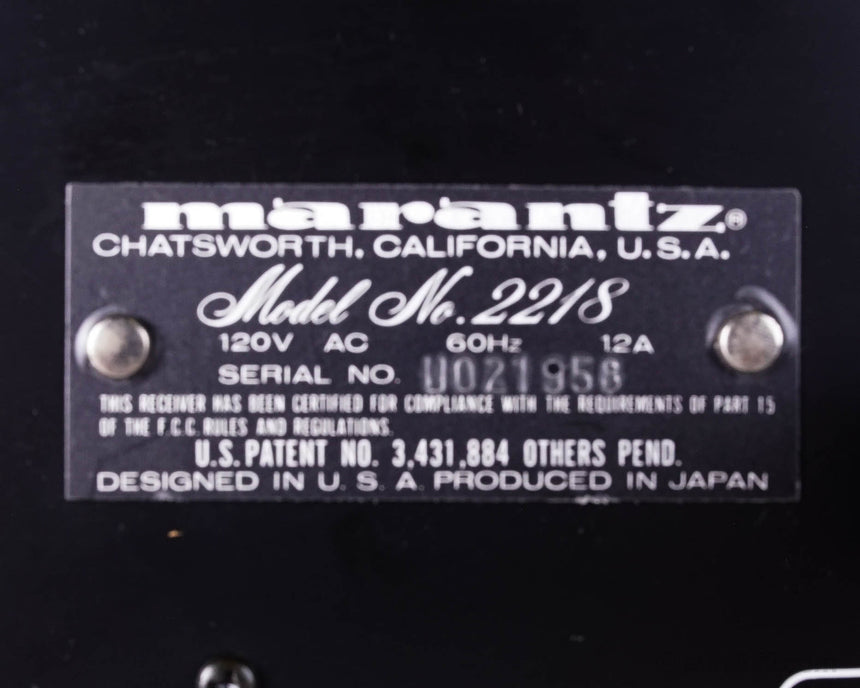 marantz®
CHATSWORTH. CALIFORNIA, U.S.A.
Model No. 2218
120V AC 60Hz 12A
SERIAL NO. U021958
THIS RECEIVER HAS BEEN CERTIFIED FOR COMPLIANCE WITH THE REQUIREMENTS OF PART 15
OF THE F.C.C. RULES AND REGULATIONS.
U.S. PATENT NO. 3,431,884 OTHERS PEND.
DESIGNED IN U. S. A. PRODUCED IN JAPAN